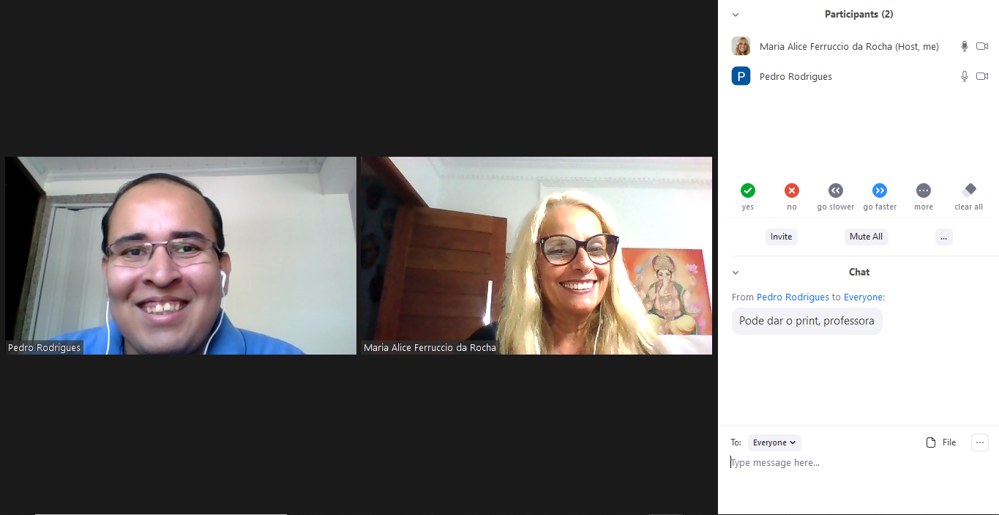 Participants (2)
Maria Alice Ferruccio da Rocha (Host, me)
P
Pedro Rodrigues
yes
no
go slower
go faster
more
clear all
Invite
Mute All
...
Chat
From Pedro Rodrigues to Everyone:
Pode dar o print, professora
To:
Everyone
File
...
Type message here...
Pedro Rodrigues
Maria Alice Ferruccio da Rocha